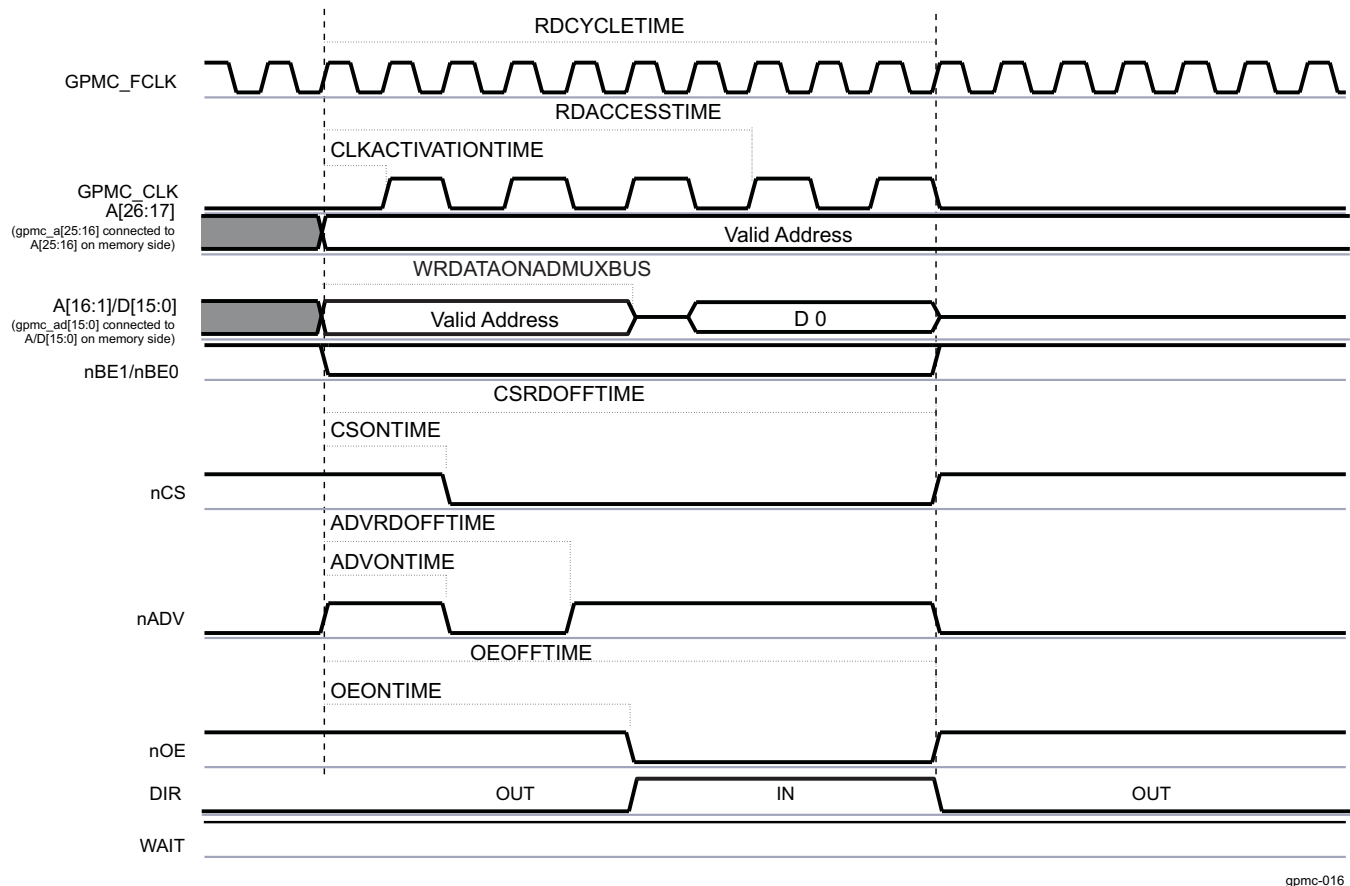 RDCYCLETIME
GPMC_FCLK
RDACCESSTIME
CLKACTIVATIONTIME
GPMC_CLK
A[26:17]
(gpmc_a[25:16] connected to
A[25:16] on memory side)
Valid Address
WRDATAONADMUXBUS
A[16:1]/D[15:0]
(gpmc_ad[15:0] connected to
A/D[15:0] on memory side)
Valid Address
D 0
nBE1/nBE0
CSRDOFFTIME
CSONTIME
nCS
ADVRDOFFTIME
ADVONTIME
nADV
OEOFFTIME
OEONTIME
nOE
DIR
OUT
IN
OUT
WAIT
gpmc-016